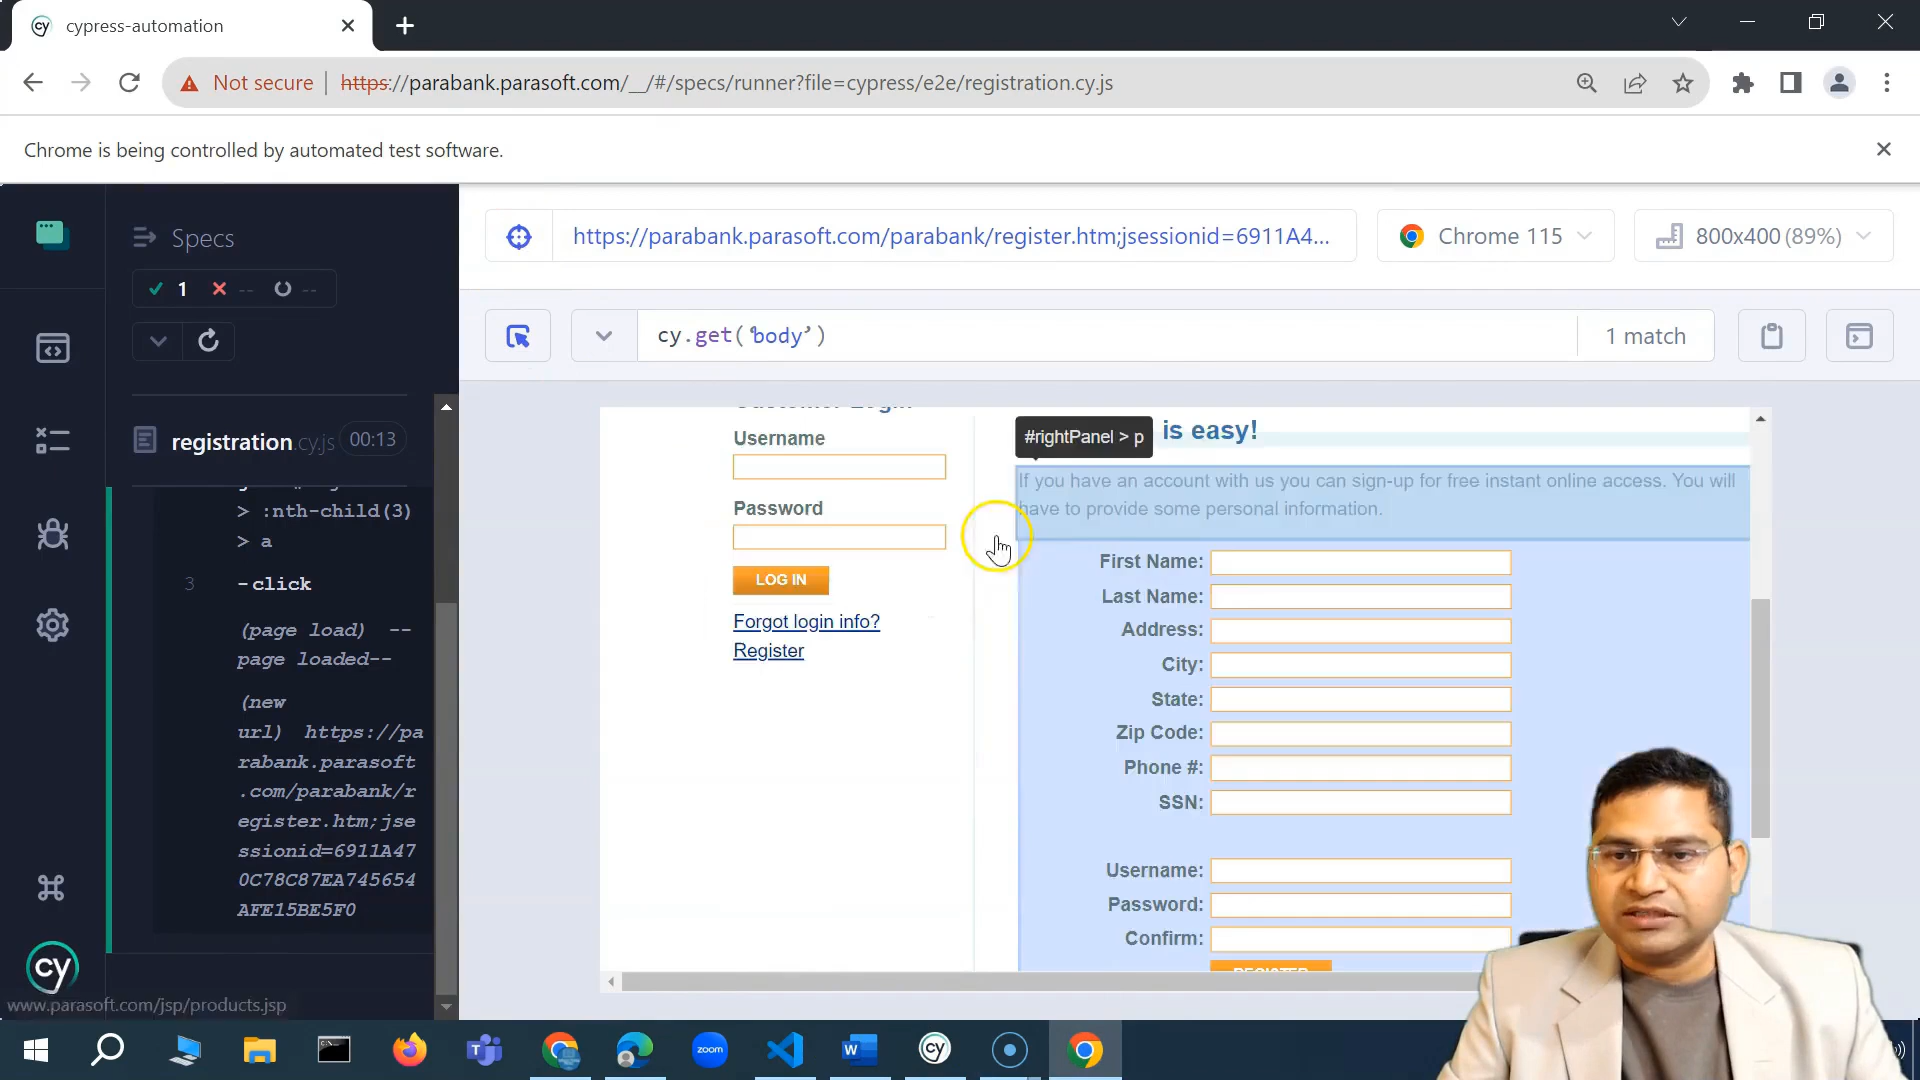 cy cypress-automation
Not secure https://parabank.parasoft.com/__/#/specs/runner?file=cypress/e2e/registration.cy.js
Chrome is being controlled by automated test software.
Specs
1 -- --
registration.cy.js 00:13
> :nth-child(3)
> a
3 -click
(page load) --
page loaded--
(new
url) https://pa
rabank.parasoft
.com/parabank/r
egister.htm;jse
ssionid=6911A47
0C78C87EA745654
AFE15BE5F0
cy
www.parasoft.com/jsp/products.jsp
https://parabank.parasoft.com/parabank/register.htm;jsessionid=6911A4...
Chrome 115
800x400 (89%)
cy.get(‘body’)
1 match
Customer Login
Username
Password
LOG IN
Forgot login info?
Register
#rightPanel > p
is easy!
If you have an account with us you can sign-up for free instant online access. You will
have to provide some personal information.
First Name:
Last Name:
Address:
City:
State:
Zip Code:
Phone #:
SSN:
Username:
Password:
Confirm:
REGISTER
zoom
W
cy